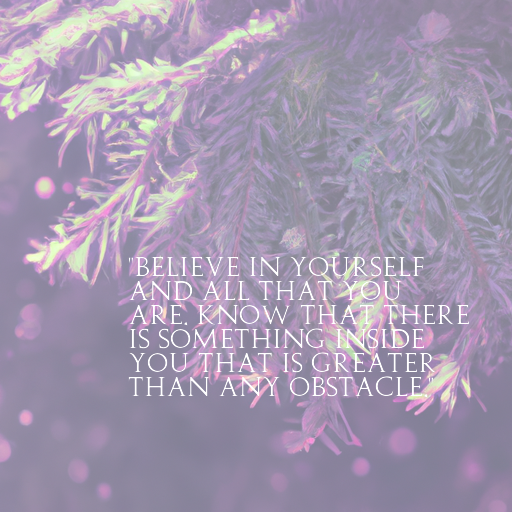 "BELIEVE IN YOURSELF
AND ALL THAT YOU
ARE. KNOW THAT THERE
IS SOMETHING INSIDE
YOU THAT IS GREATER
THAN ANY OBSTACLE."